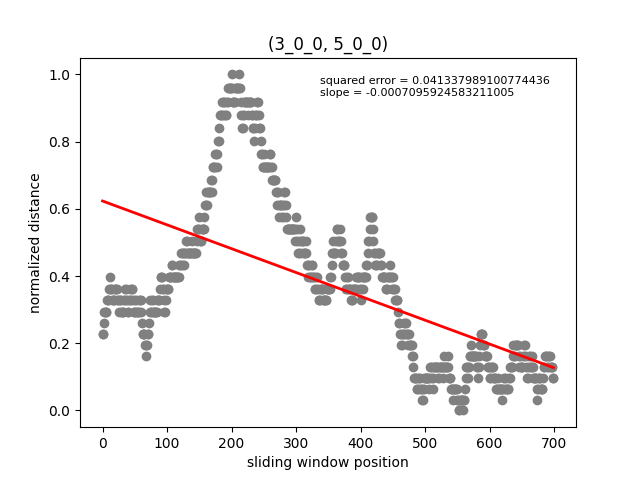 (3_0_0, 5_0_0)
squared error = 0.041337989100774436
slope = -0.0007095924583211005
1.0
0.8
0.6
0.4
0.2
0.0
normalized distance
0 100 200 300 400 500 600 700
sliding window position